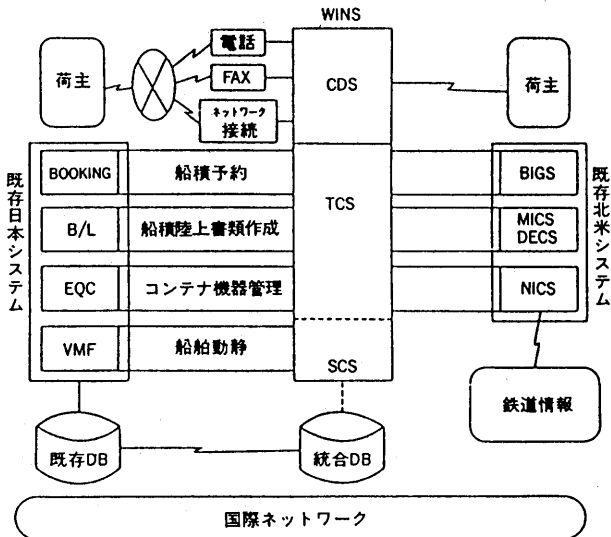 WINS
荷主
電話
FAX
ネットワーク
接続
CDS
荷主
既存日本システム
BOOKING
船積予約
B/L
船積陸上書類作成
EQC
コンテナ機器管理
VMF
船舶動静
TCS
SCS
BIGS
MICS
DECS
NICS
既存北米システム
鉄道情報
既存DB
統合DB
国際ネットワーク